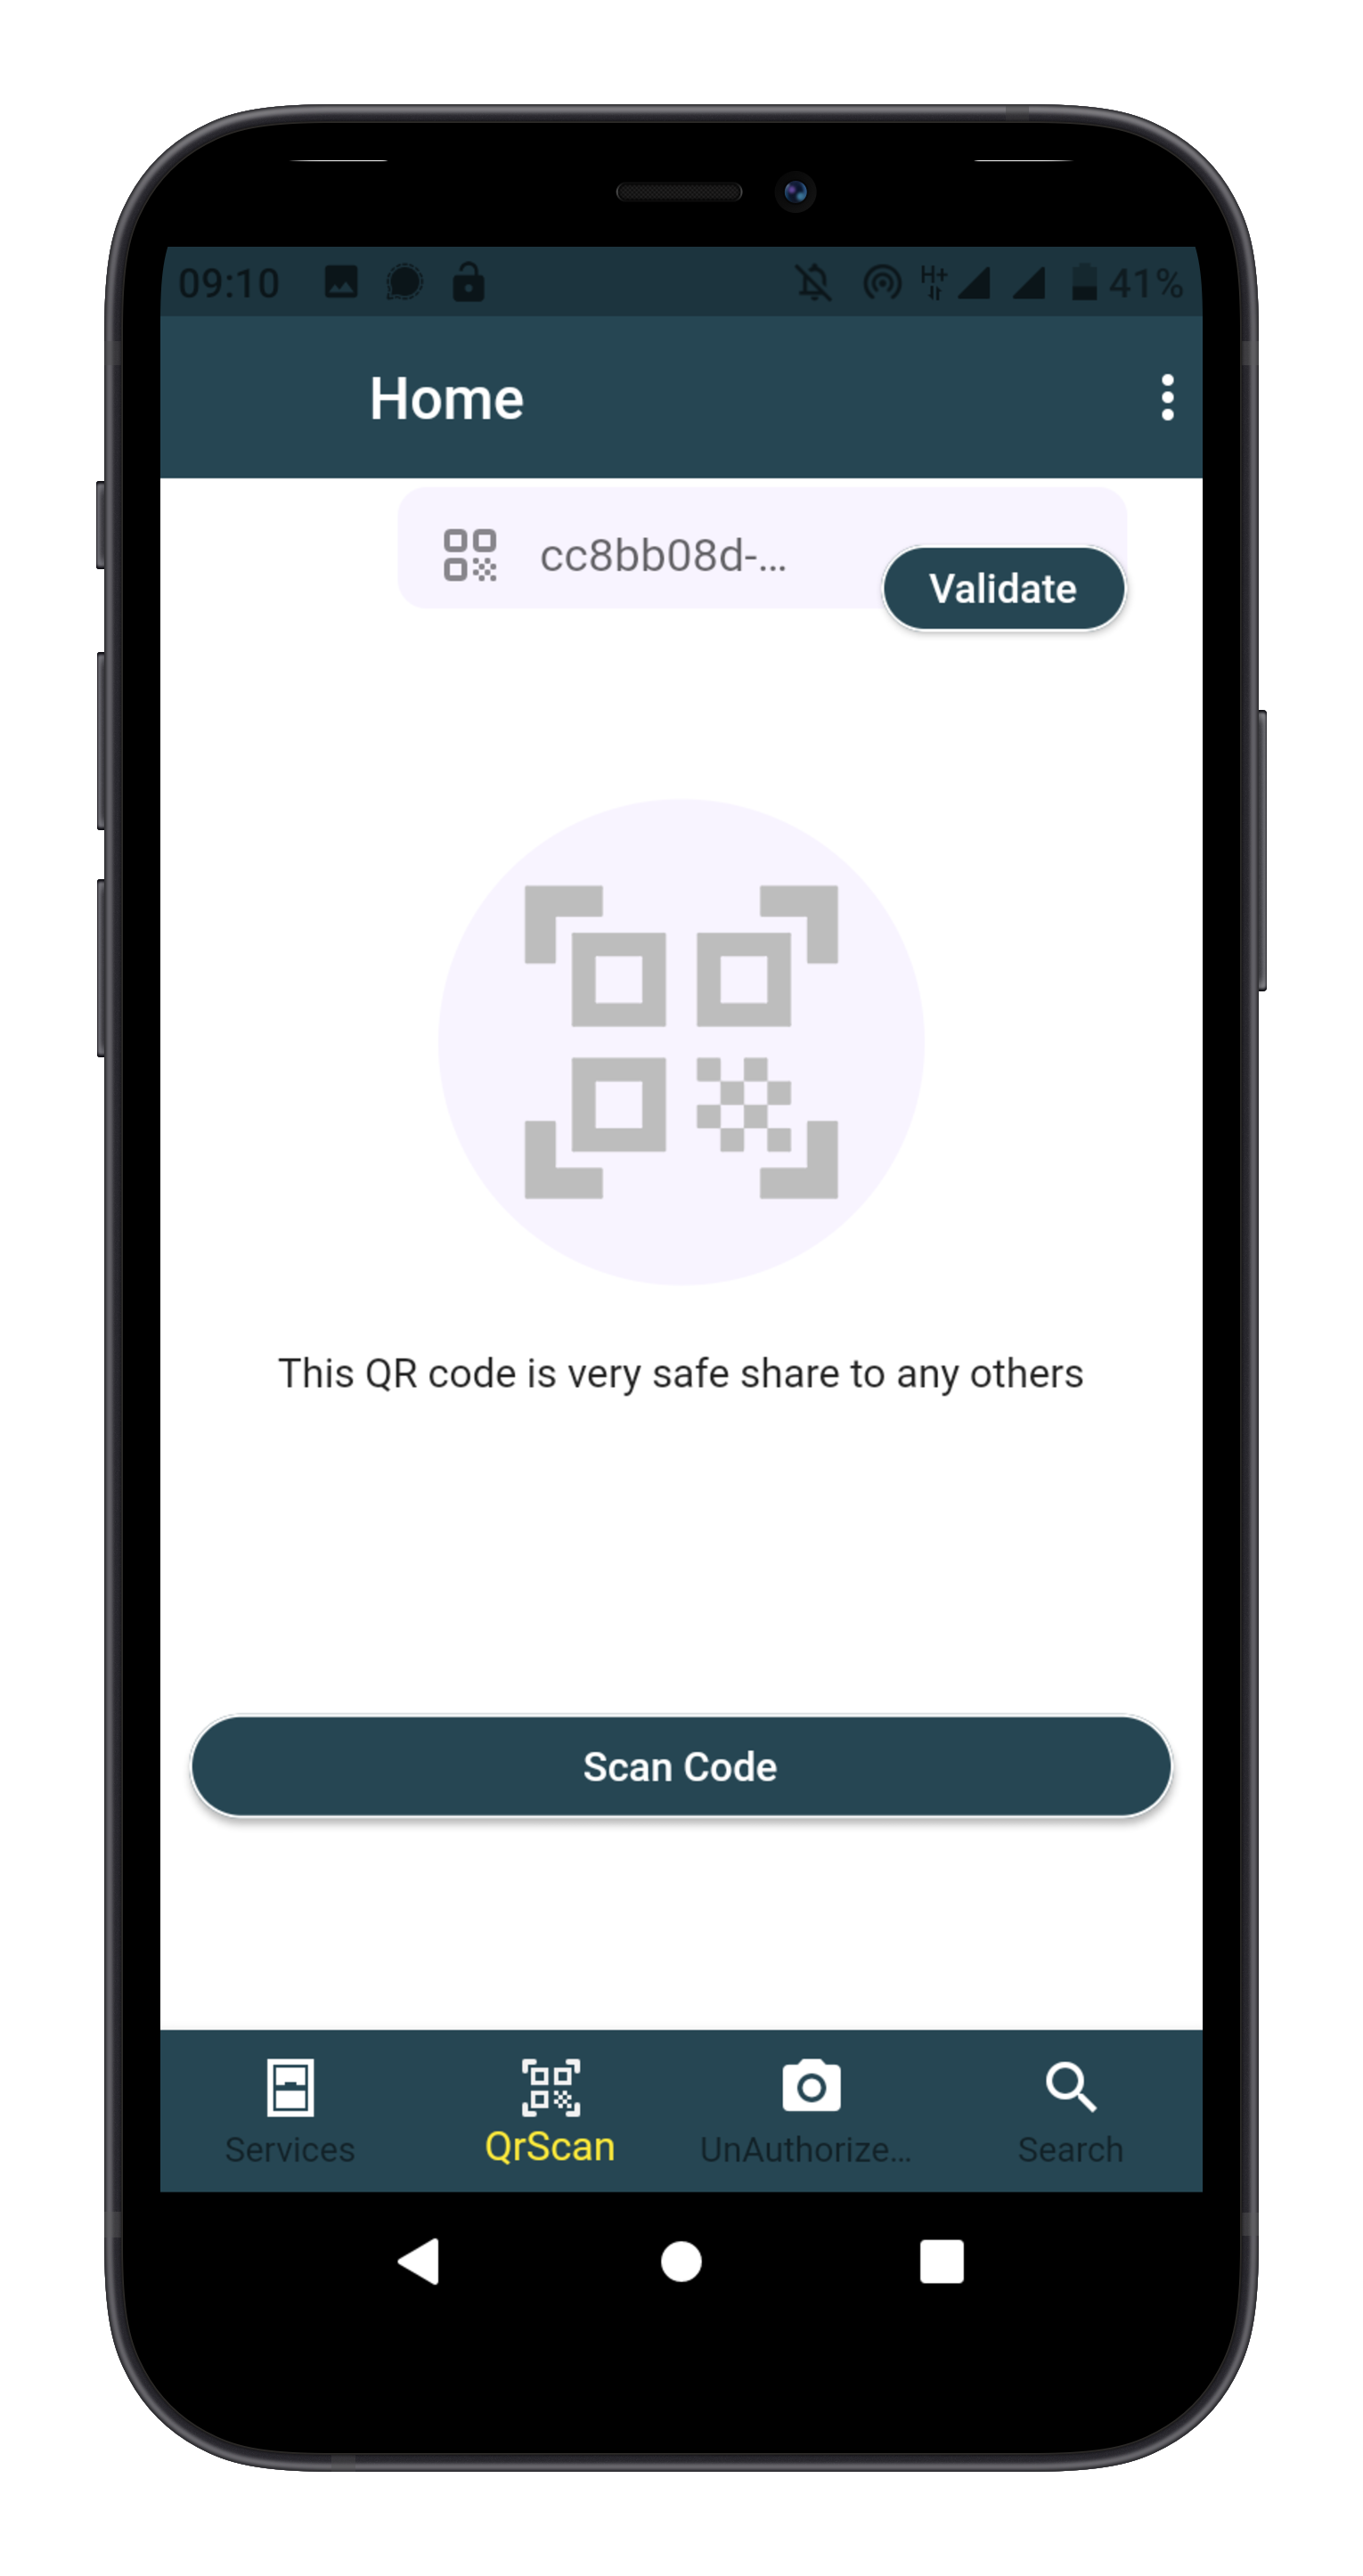 09:10 H+ 41%
Home
cc8bb08d-...
Validate
This QR code is very safe share to any others
Scan Code
Services QrScan UnAuthorize... Search